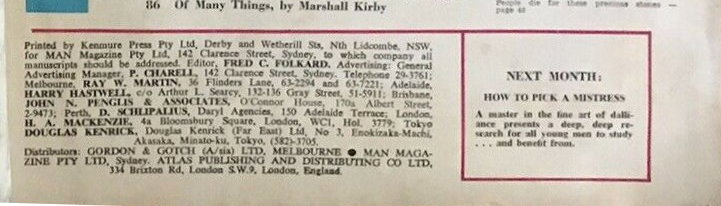 86 Of Many Things, by Marshall Kirby
People die for these precious stones —
page 48
Printed by Kenmure Press Pty Ltd, Derby and Wetherill Sts, Nth Lidcombe, NSW,
for MAN Magazine Pty Ltd, 142 Clarence Street, Sydney, to which company all
manuscripts should be addressed. Editor, FRED C. FOLKARD. Advertising: General
Advertising Manager, P. CHARELL, 142 Clarence Street, Sydney. Telephone 29-3761;
Melbourne, RAY W. MARTIN, 36 Flinders Lane, 63-2294 and 63-7221; Adelaide,
HARRY HASTWELL, c/o Arthur L. Searcy, 132-136 Gray Street, 51-5911; Brisbane,
JOHN N. PENGLIS & ASSOCIATES, O'Connor House, 170a Albert Street,
2-9473; Perth, D. SCHLIPALIUS, Daryl Agencies, 150 Adelaide Terrace; London,
H. A. MACKENZIE, 4a Bloomsbury Square, London, WC1, Hol. 3779; Tokyo
DOUGLAS KENRICK, Douglas Kenrick (Far East) Ltd, No 3, Enokizaka-Machi,
Akasaka, Minato-ku, Tokyo, (582)-3705.
Distributors: GORDON & GOTCH (A/sia) LTD, MELBOURNE ● MAN MAGA-
ZINE PTY LTD, Sydney. ATLAS PUBLISHING AND DISTRIBUTING CO LTD,
334 Brixton Rd, London S.W.9, London, England.
NEXT MONTH:
HOW TO PICK A MISTRESS
A master in the fine art of dalli-
ance presents a deep, deep re-
search for all young men to study
. . . and benefit from.